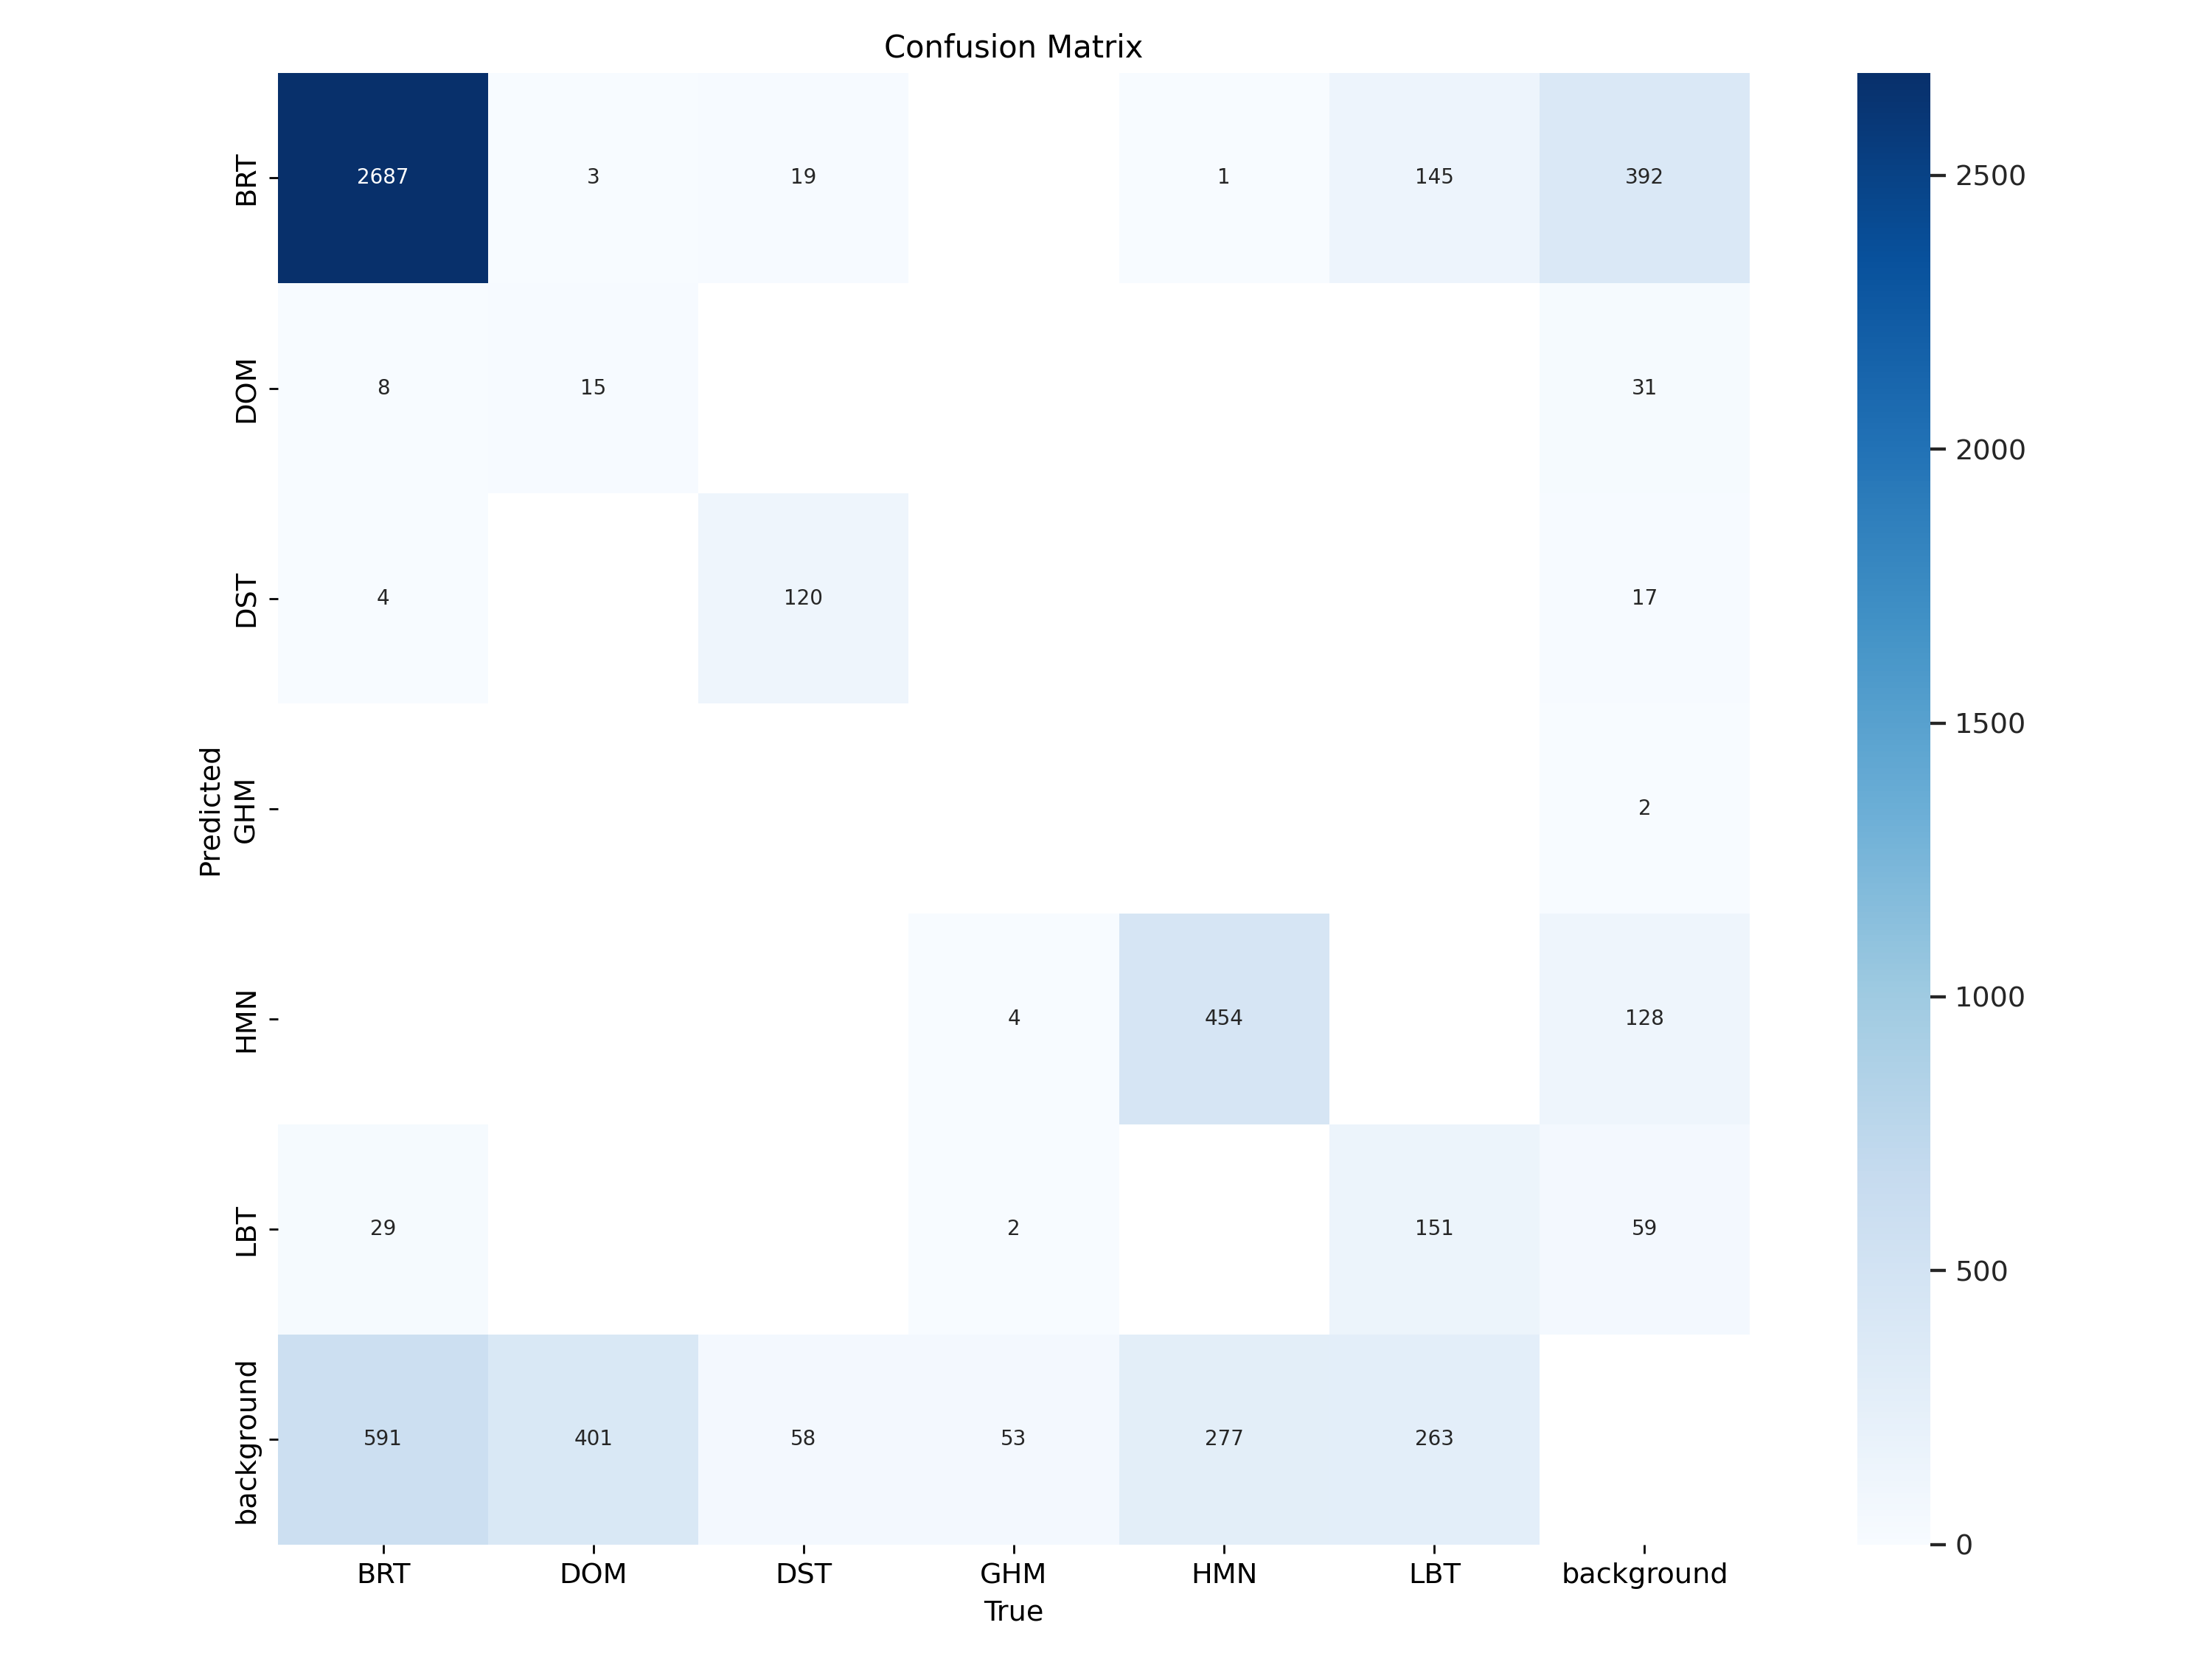 Confusion Matrix
BRT 2687 3 19 1 145 392
DOM 8 15 31
DST 4 120 17
GHM 2
HMN 4 454 128
LBT 29 2 151 59
background 591 401 58 53 277 263
Predicted
BRT DOM DST GHM HMN LBT background
True
2500
2000
1500
1000
500
0